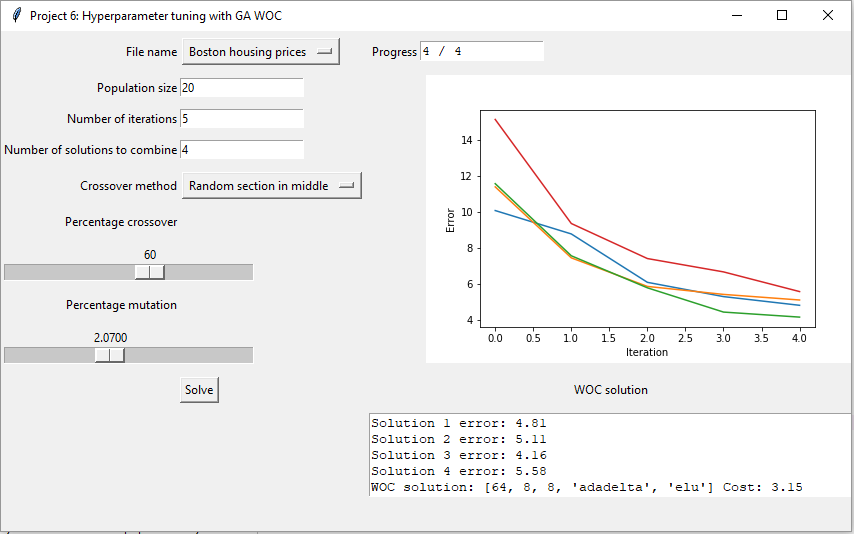 Project 6: Hyperparameter tuning with GA WOC
File name Boston housing prices
Progress 4 / 4
Population size 20
Number of iterations 5
Number of solutions to combine 4
Crossover method Random section in middle
Percentage crossover
60
Percentage mutation
2.0700
Solve
14
12
10
8
6
4
Error
0.0 0.5 1.0 1.5 2.0 2.5 3.0 3.5 4.0
Iteration
WOC solution
Solution 1 error: 4.81
Solution 2 error: 5.11
Solution 3 error: 4.16
Solution 4 error: 5.58
WOC solution: [64, 8, 8, 'adadelta', 'elu'] Cost: 3.15